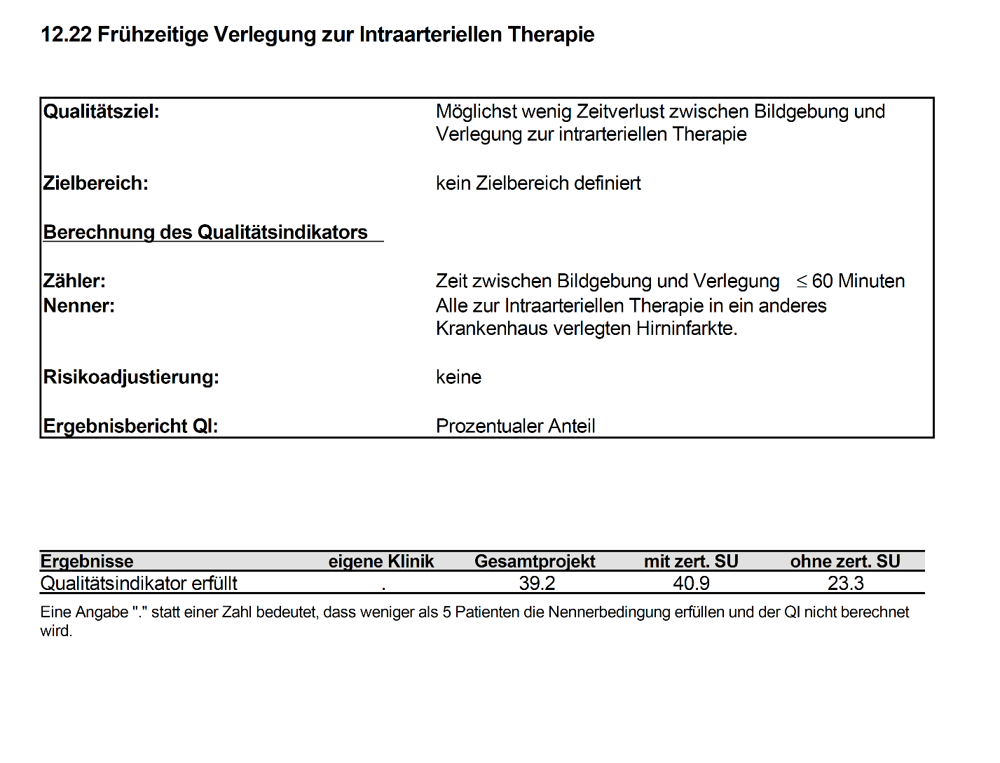 12.22 Frühzeitige Verlegung zur Intraarteriellen Therapie
Qualitätsziel: Möglichst wenig Zeitverlust zwischen Bildgebung und
Verlegung zur intrarteriellen Therapie
Zielbereich: kein Zielbereich definiert
Berechnung des Qualitätsindikators
Zähler: Zeit zwischen Bildgebung und Verlegung ≤ 60 Minuten
Nenner: Alle zur Intraarteriellen Therapie in ein anderes
Krankenhaus verlegten Hirninfarkte.
Risikoadjustierung: keine
Ergebnisbericht QI: Prozentualer Anteil
Ergebnisse eigene Klinik Gesamtprojekt mit zert. SU ohne zert. SU
Qualitätsindikator erfüllt . 39.2 40.9 23.3
Eine Angabe "." statt einer Zahl bedeutet, dass weniger als 5 Patienten die Nennerbedingung erfüllen und der QI nicht berechnet
wird.